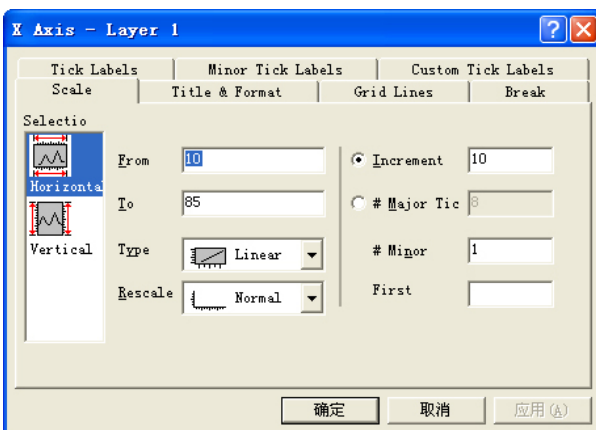 X Axis - Layer 1
Tick Labels Minor Tick Labels Custom Tick Labels
Scale Title & Format Grid Lines Break
Selectio
Horizonta
Vertical
From 10
To 85
Type Linear
Rescale Normal
Increment 10
# Major Tic 8
# Minor 1
First
确定 取消 应用(A)